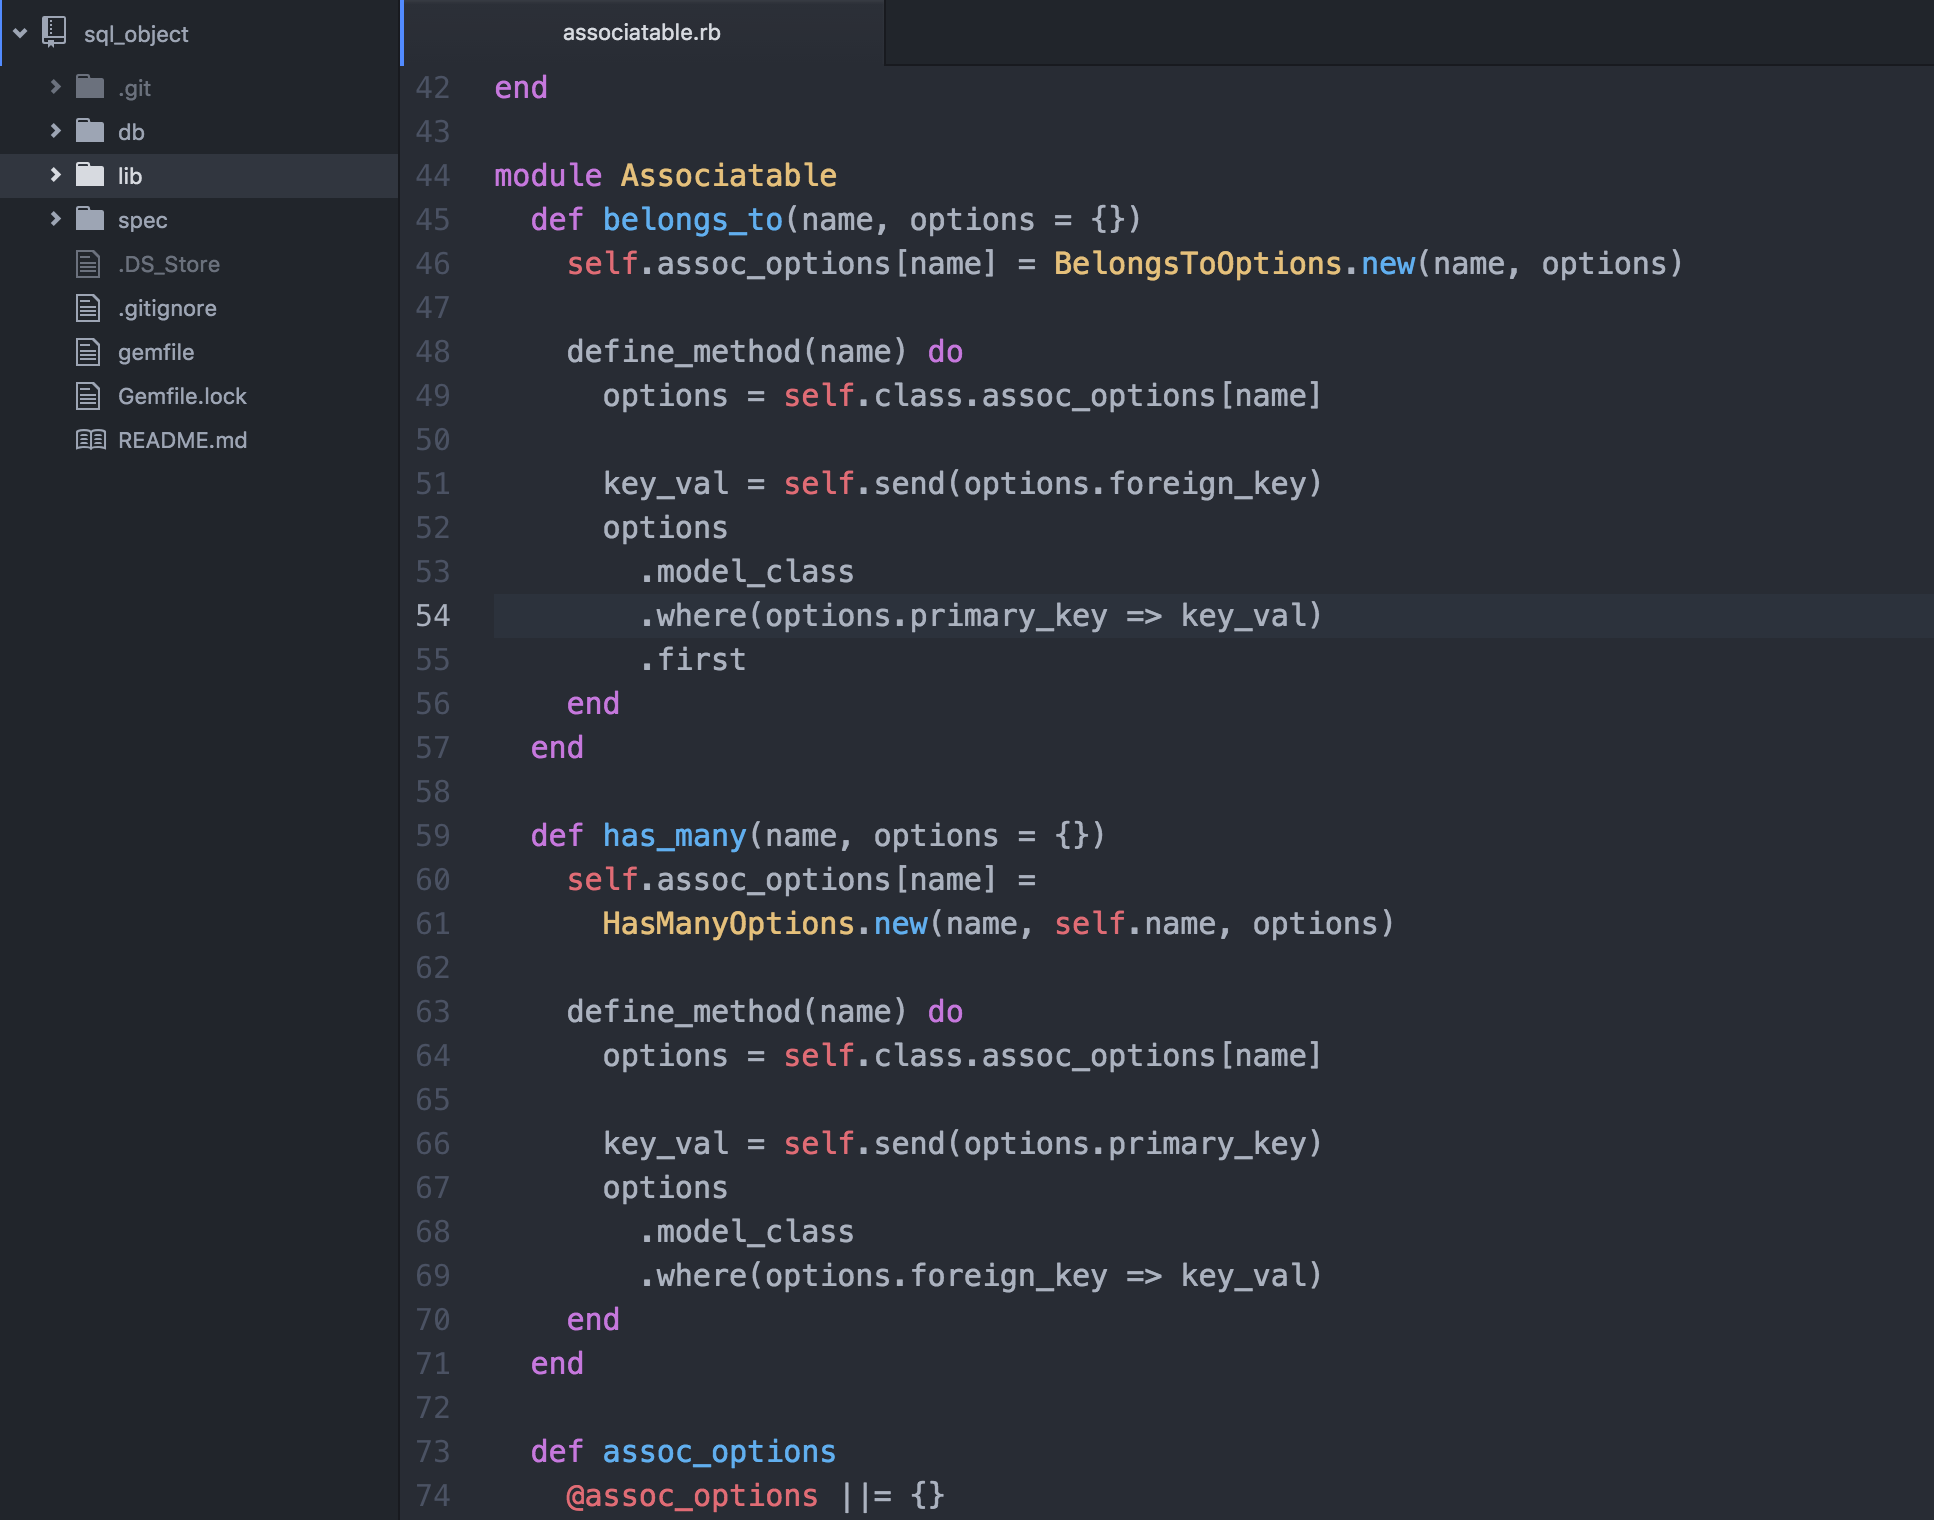 sql_object
.git
db
lib
spec
.DS_Store
.gitignore
gemfile
Gemfile.lock
README.md
associatable.rb
42 end
43
44 module Associatable
45   def belongs_to(name, options = {})
46     self.assoc_options[name] = BelongsToOptions.new(name, options)
47
48     define_method(name) do
49       options = self.class.assoc_options[name]
50
51       key_val = self.send(options.foreign_key)
52       options
53         .model_class
54         .where(options.primary_key => key_val)
55         .first
56     end
57   end
58
59   def has_many(name, options = {})
60     self.assoc_options[name] =
61       HasManyOptions.new(name, self.name, options)
62
63     define_method(name) do
64       options = self.class.assoc_options[name]
65
66       key_val = self.send(options.primary_key)
67       options
68         .model_class
69         .where(options.foreign_key => key_val)
70     end
71   end
72
73   def assoc_options
74     @assoc_options ||= {}